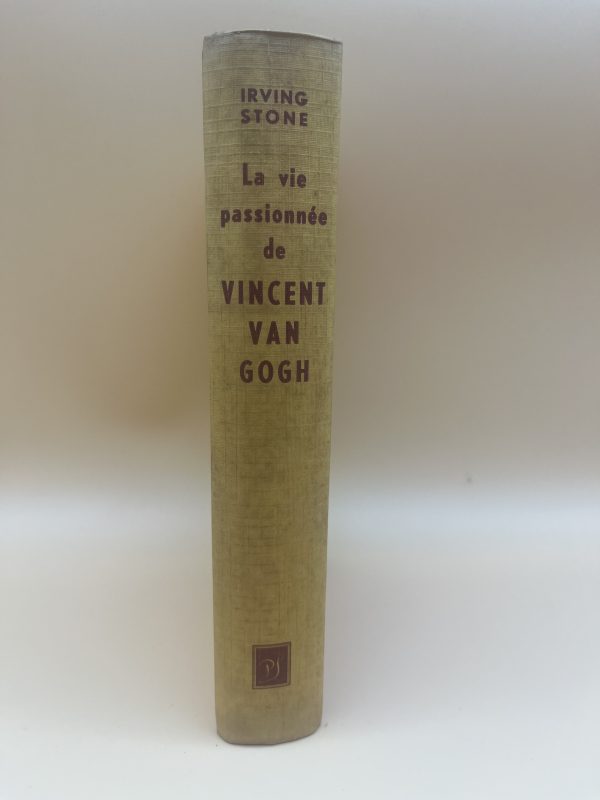 IRVING
STONE
La vie
passionnée
de
VINCENT
VAN
GOGH